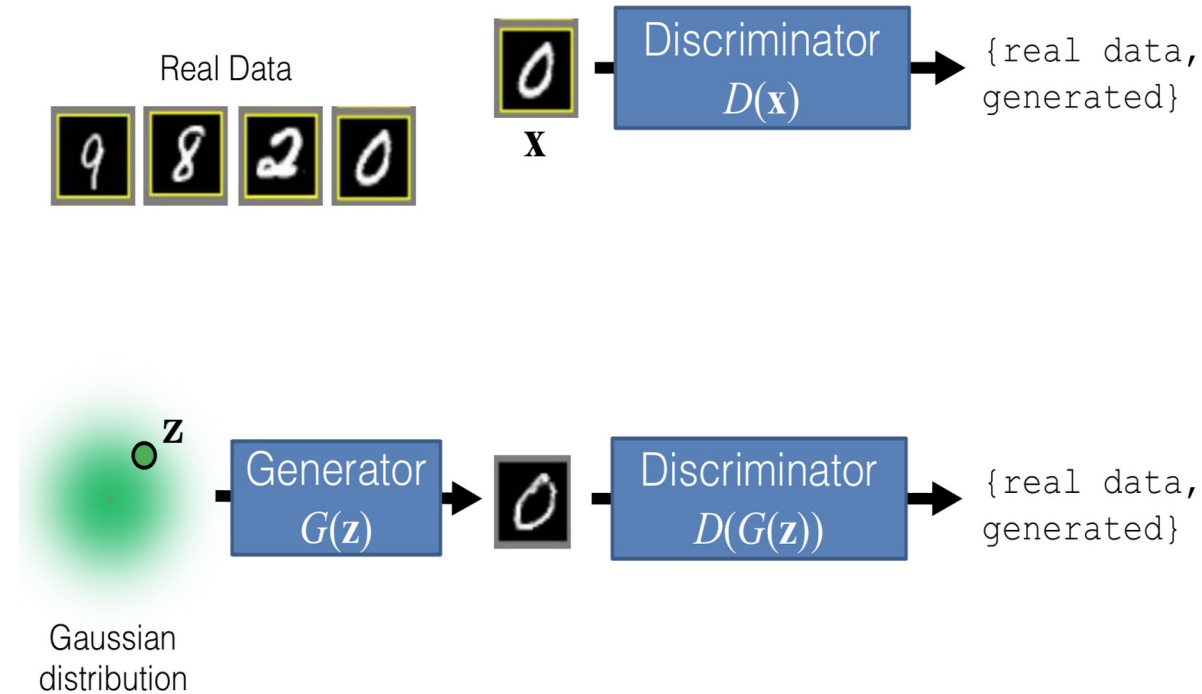 Real Data
9 8 2 0
0
x
Discriminator
D(x)
{real data,
generated}
z
Gaussian
distribution
Generator
G(z)
0
Discriminator
D(G(z))
{real data,
generated}